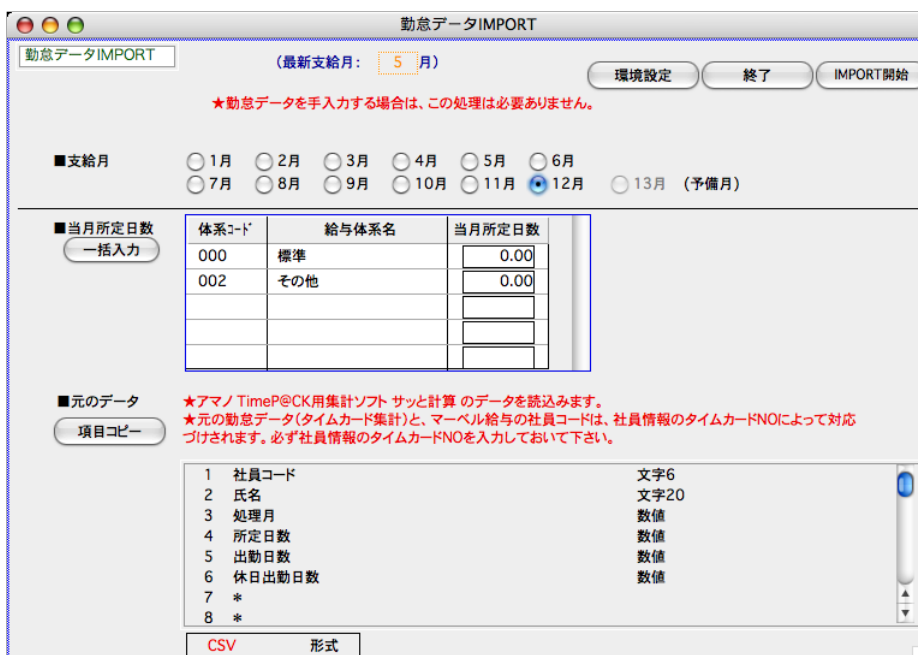 勤怠データIMPORT
勤怠データIMPORT
(最新支給月: 5 月)
環境設定 終了 IMPORT開始
★勤怠データを手入力する場合は、この処理は必要ありません。
■支給月 1月 2月 3月 4月 5月 6月
7月 8月 9月 10月 11月 12月 13月 (予備月)
■当月所定日数 体系ｺｰﾄﾞ 給与体系名 当月所定日数
一括入力
000 標準 0.00
002 その他 0.00
■元のデータ ★アマノ TimeP@CK用集計ソフト サッと計算 のデータを読込みます。
★元の勤怠データ(タイムカード集計)と、マーベル給与の社員コードは、社員情報のタイムカードNOによって対応
項目コピー づけされます。必ず社員情報のタイムカードNOを入力しておいて下さい。
1 社員コード 文字6
2 氏名 文字20
3 処理月 数値
4 所定日数 数値
5 出勤日数 数値
6 休日出勤日数 数値
7 *
8 *
CSV 形式